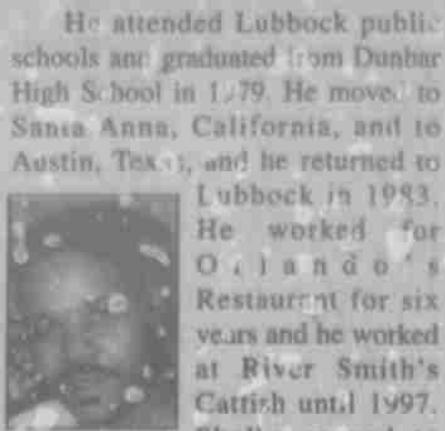 He attended Lubbock public
schools and graduated from Dunbar
High School in 1979. He moved to
Santa Anna, California, and to
Austin, Texas, and he returned to
Lubbock in 1983.
He worked for
Orlando's
Restaurant for six
years and he worked
at River Smith's
Catfish until 1997.